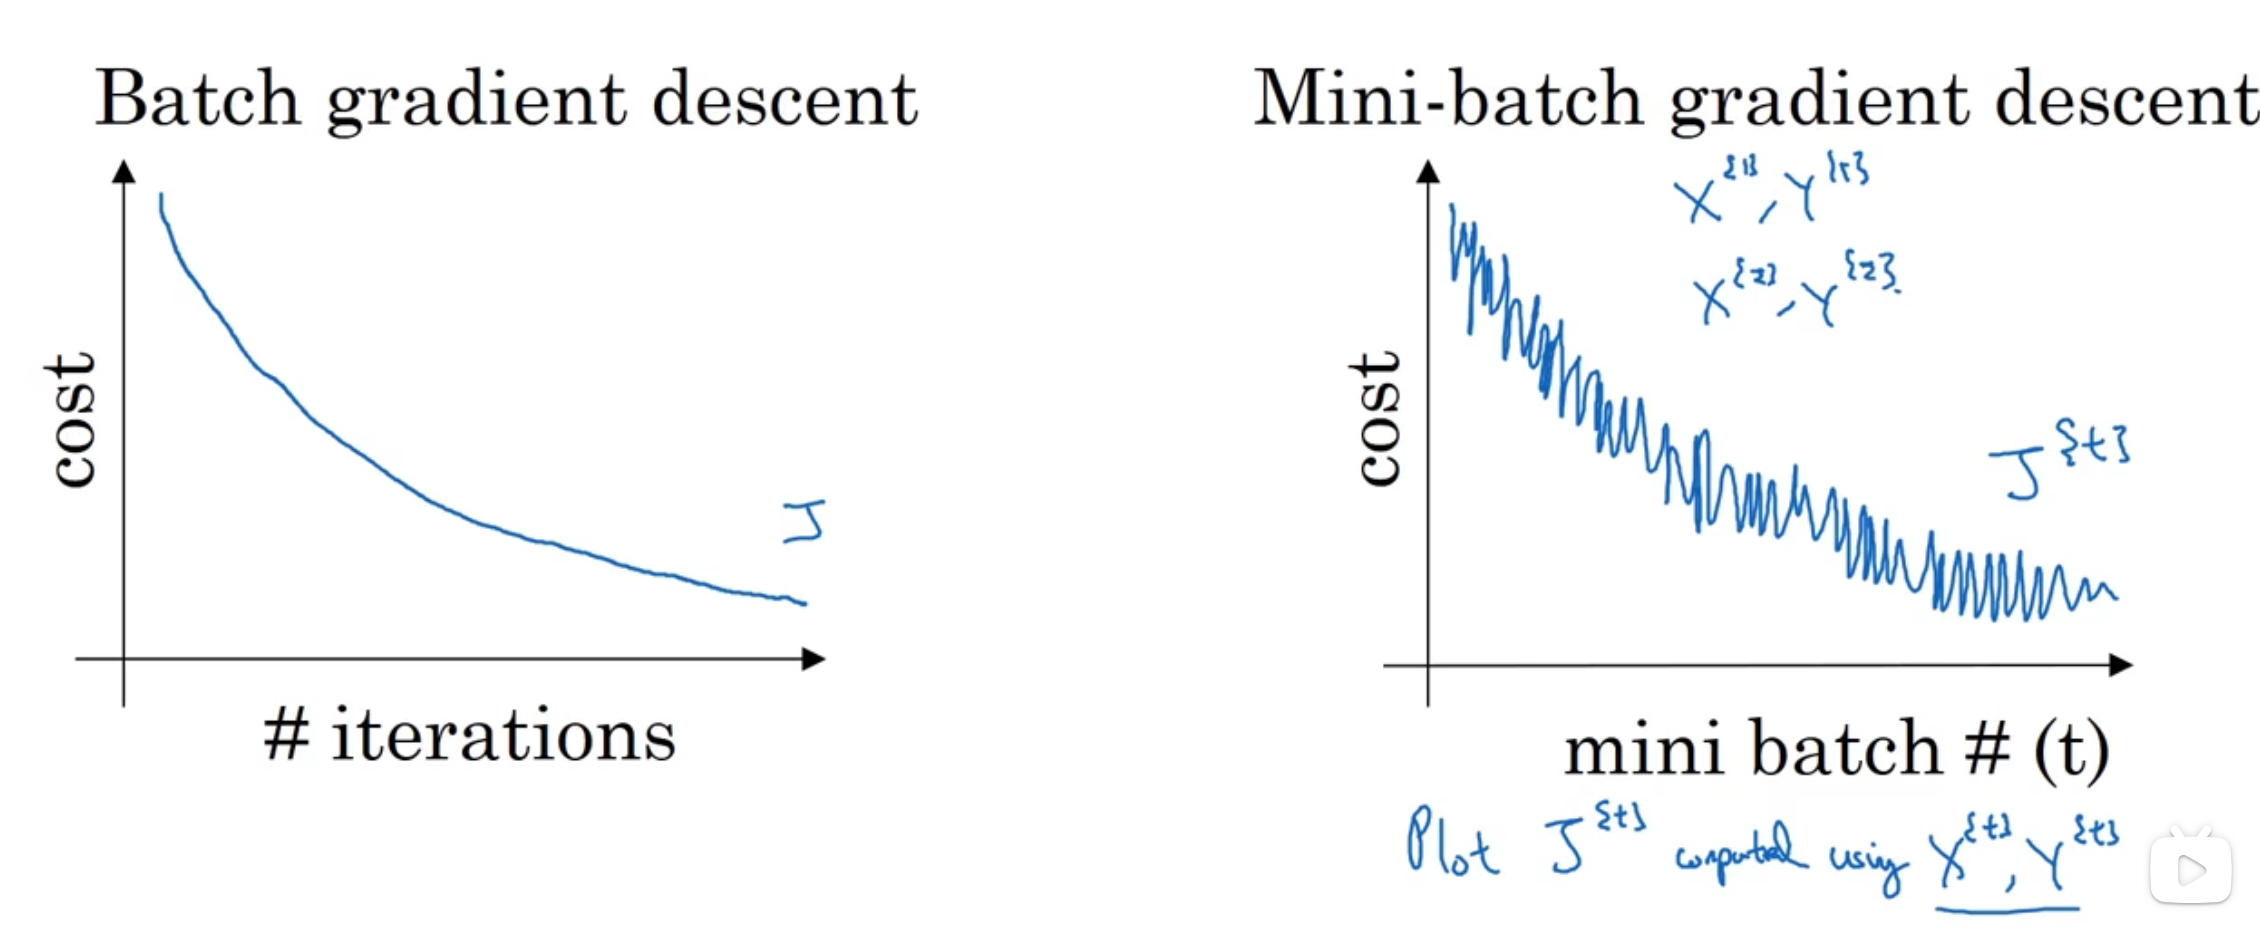 Batch gradient descent
cost
J
# iterations
Mini-batch gradient descent
X^{1}, Y^{1}
X^{2}, Y^{2}.
cost
J^{t}
mini batch # (t)
Plot J^{t} computed using X^{t}, Y^{t}